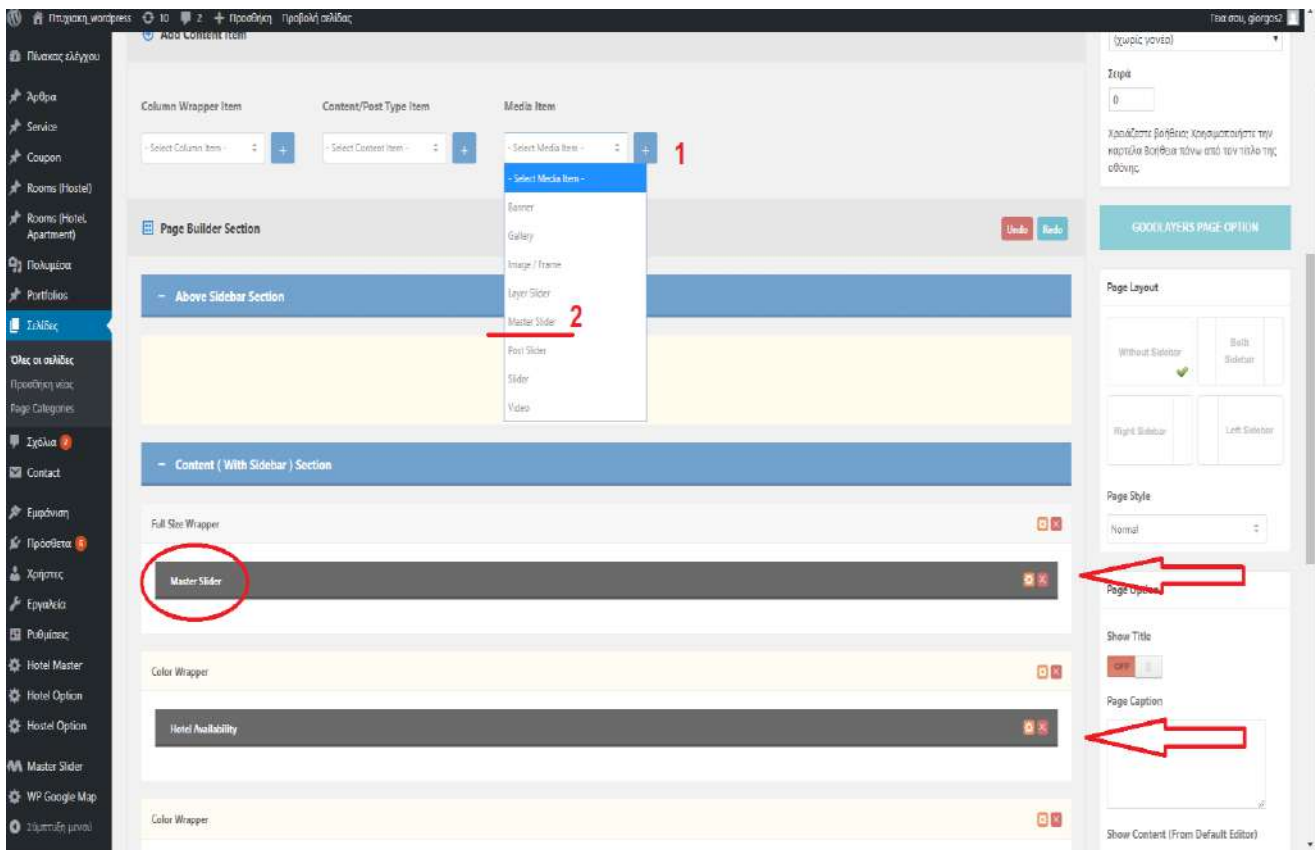 Πτυχιακη_wordpress 10 2 + Προσθήκη Προβολή σελίδας
Γεια σου, giorgos2
Πίνακας ελέγχου
Άρθρα
Service
Coupon
Rooms (Hostel)
Rooms (Hotel, Apartment)
Πολυμέσα
Portfolios
Σελίδες
Όλες οι σελίδες
Προσθήκη νέας
Page Categories
Σχόλια 2
Contact
Εμφάνιση
Πρόσθετα
Χρήστες
Εργαλεία
Ρυθμίσεις
Hotel Master
Hotel Option
Hostel Option
Master Slider
WP Google Map
Σύμπτυξη μενού
Add Content Item
Column Wrapper Item Content/Post Type Item Media Item
- Select Column Item - + - Select Content Item - + - Select Media Item - + 1
- Select Media Item -
Banner
Gallery
Image / Frame
Layer Slider
Master Slider 2
Post Slider
Slider
Video
Page Builder Section Undo Redo
− Above Sidebar Section
− Content ( With Sidebar ) Section
Full Size Wrapper
Master Slider
Color Wrapper
Hotel Availability
Color Wrapper
(χωρίς γονέα)
Σειρά
0
Χρειάζεστε βοήθεια; Χρησιμοποιήστε την
καρτέλα Βοήθεια πάνω από τον τίτλο της
οθόνης.
GOODLAYERS PAGE OPTION
Page Layout
Without Sidebar Both Sidebar
Right Sidebar Left Sidebar
Page Style
Normal
Page Option
Show Title
OFF
Page Caption
Show Content (From Default Editor)